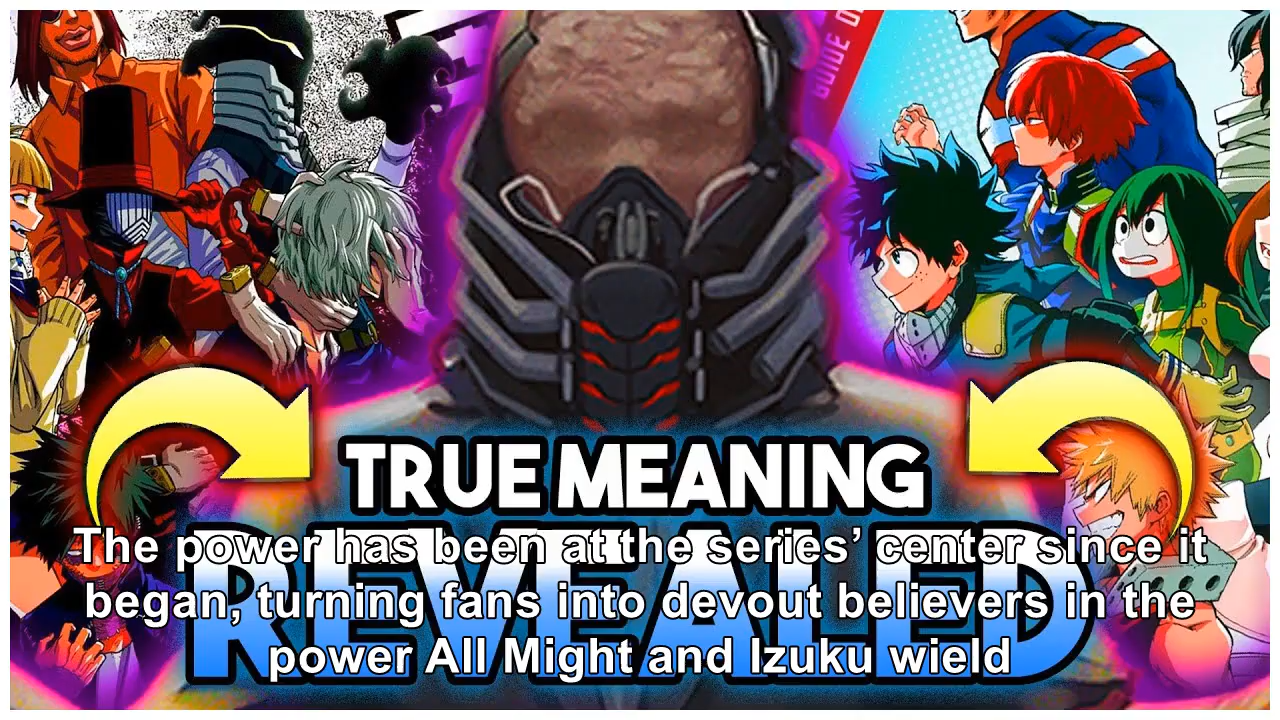 GUIDE O
TRUE MEANING
REVEALED
The power has been at the series’ center since it
began, turning fans into devout believers in the
power All Might and Izuku wield